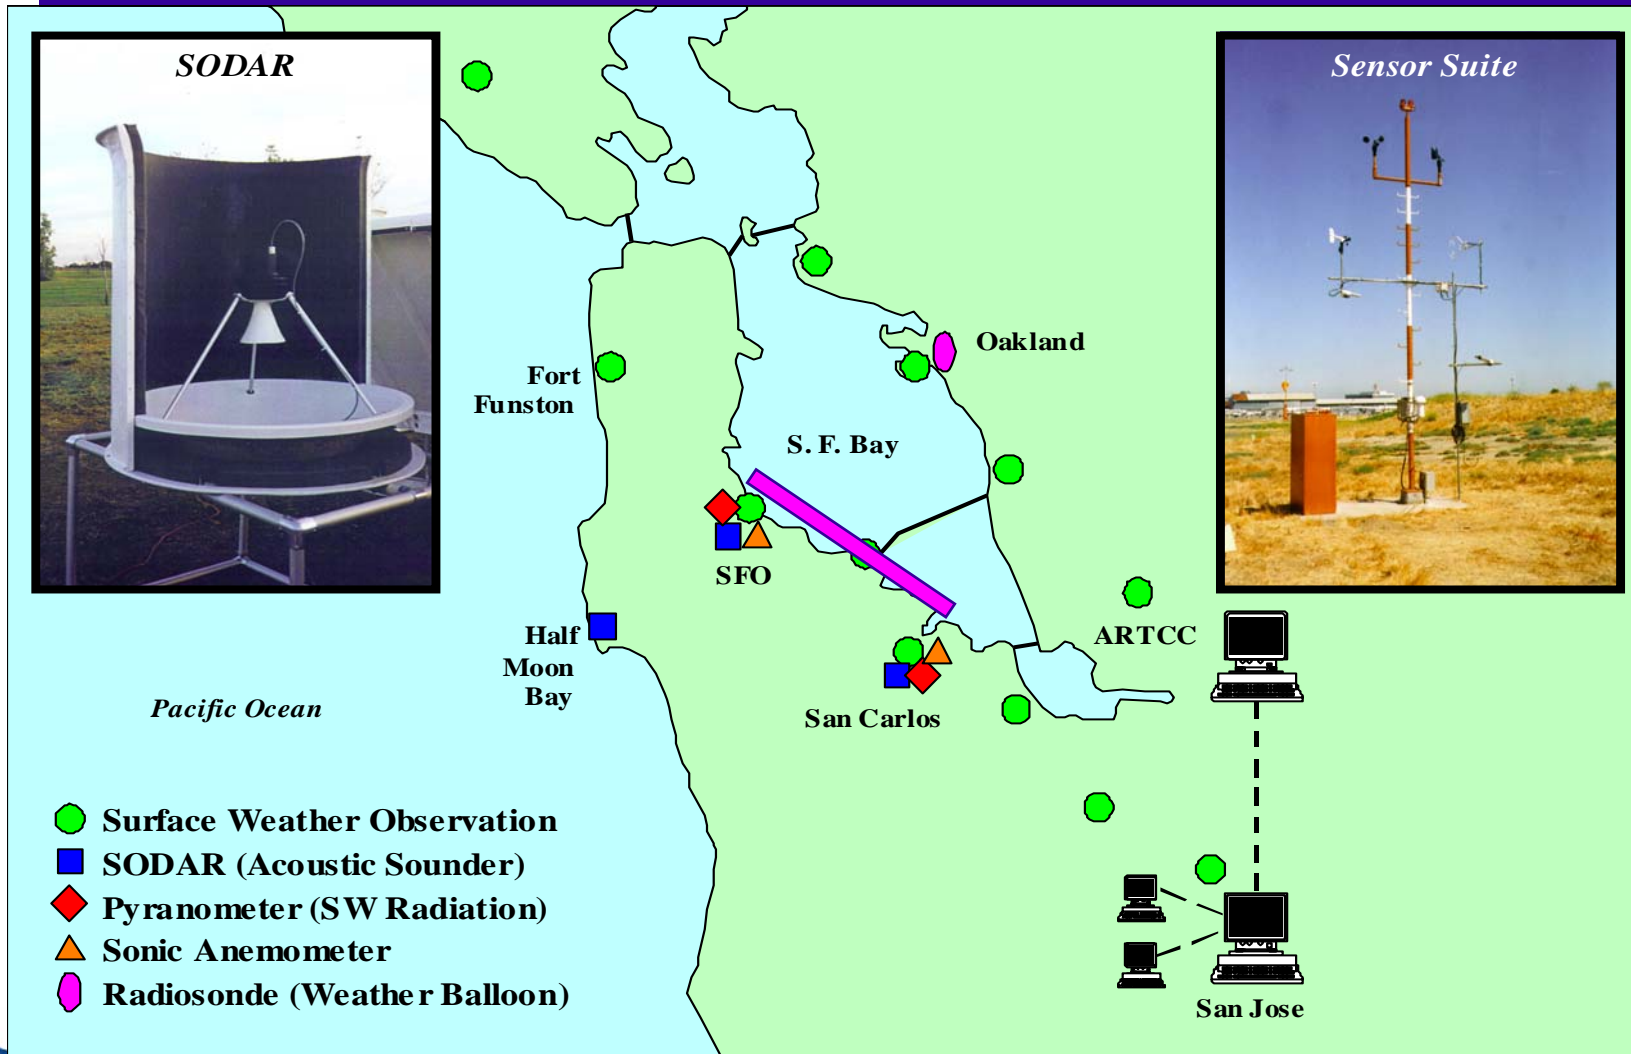 SODAR
Sensor Suite
Oakland
Fort
Funston
S. F. Bay
SFO
Half
Moon
Bay
ARTCC
San Carlos
Pacific Ocean
Surface Weather Observation
SODAR (Acoustic Sounder)
Pyranometer (SW Radiation)
Sonic Anemometer
Radiosonde (Weather Balloon)
San Jose